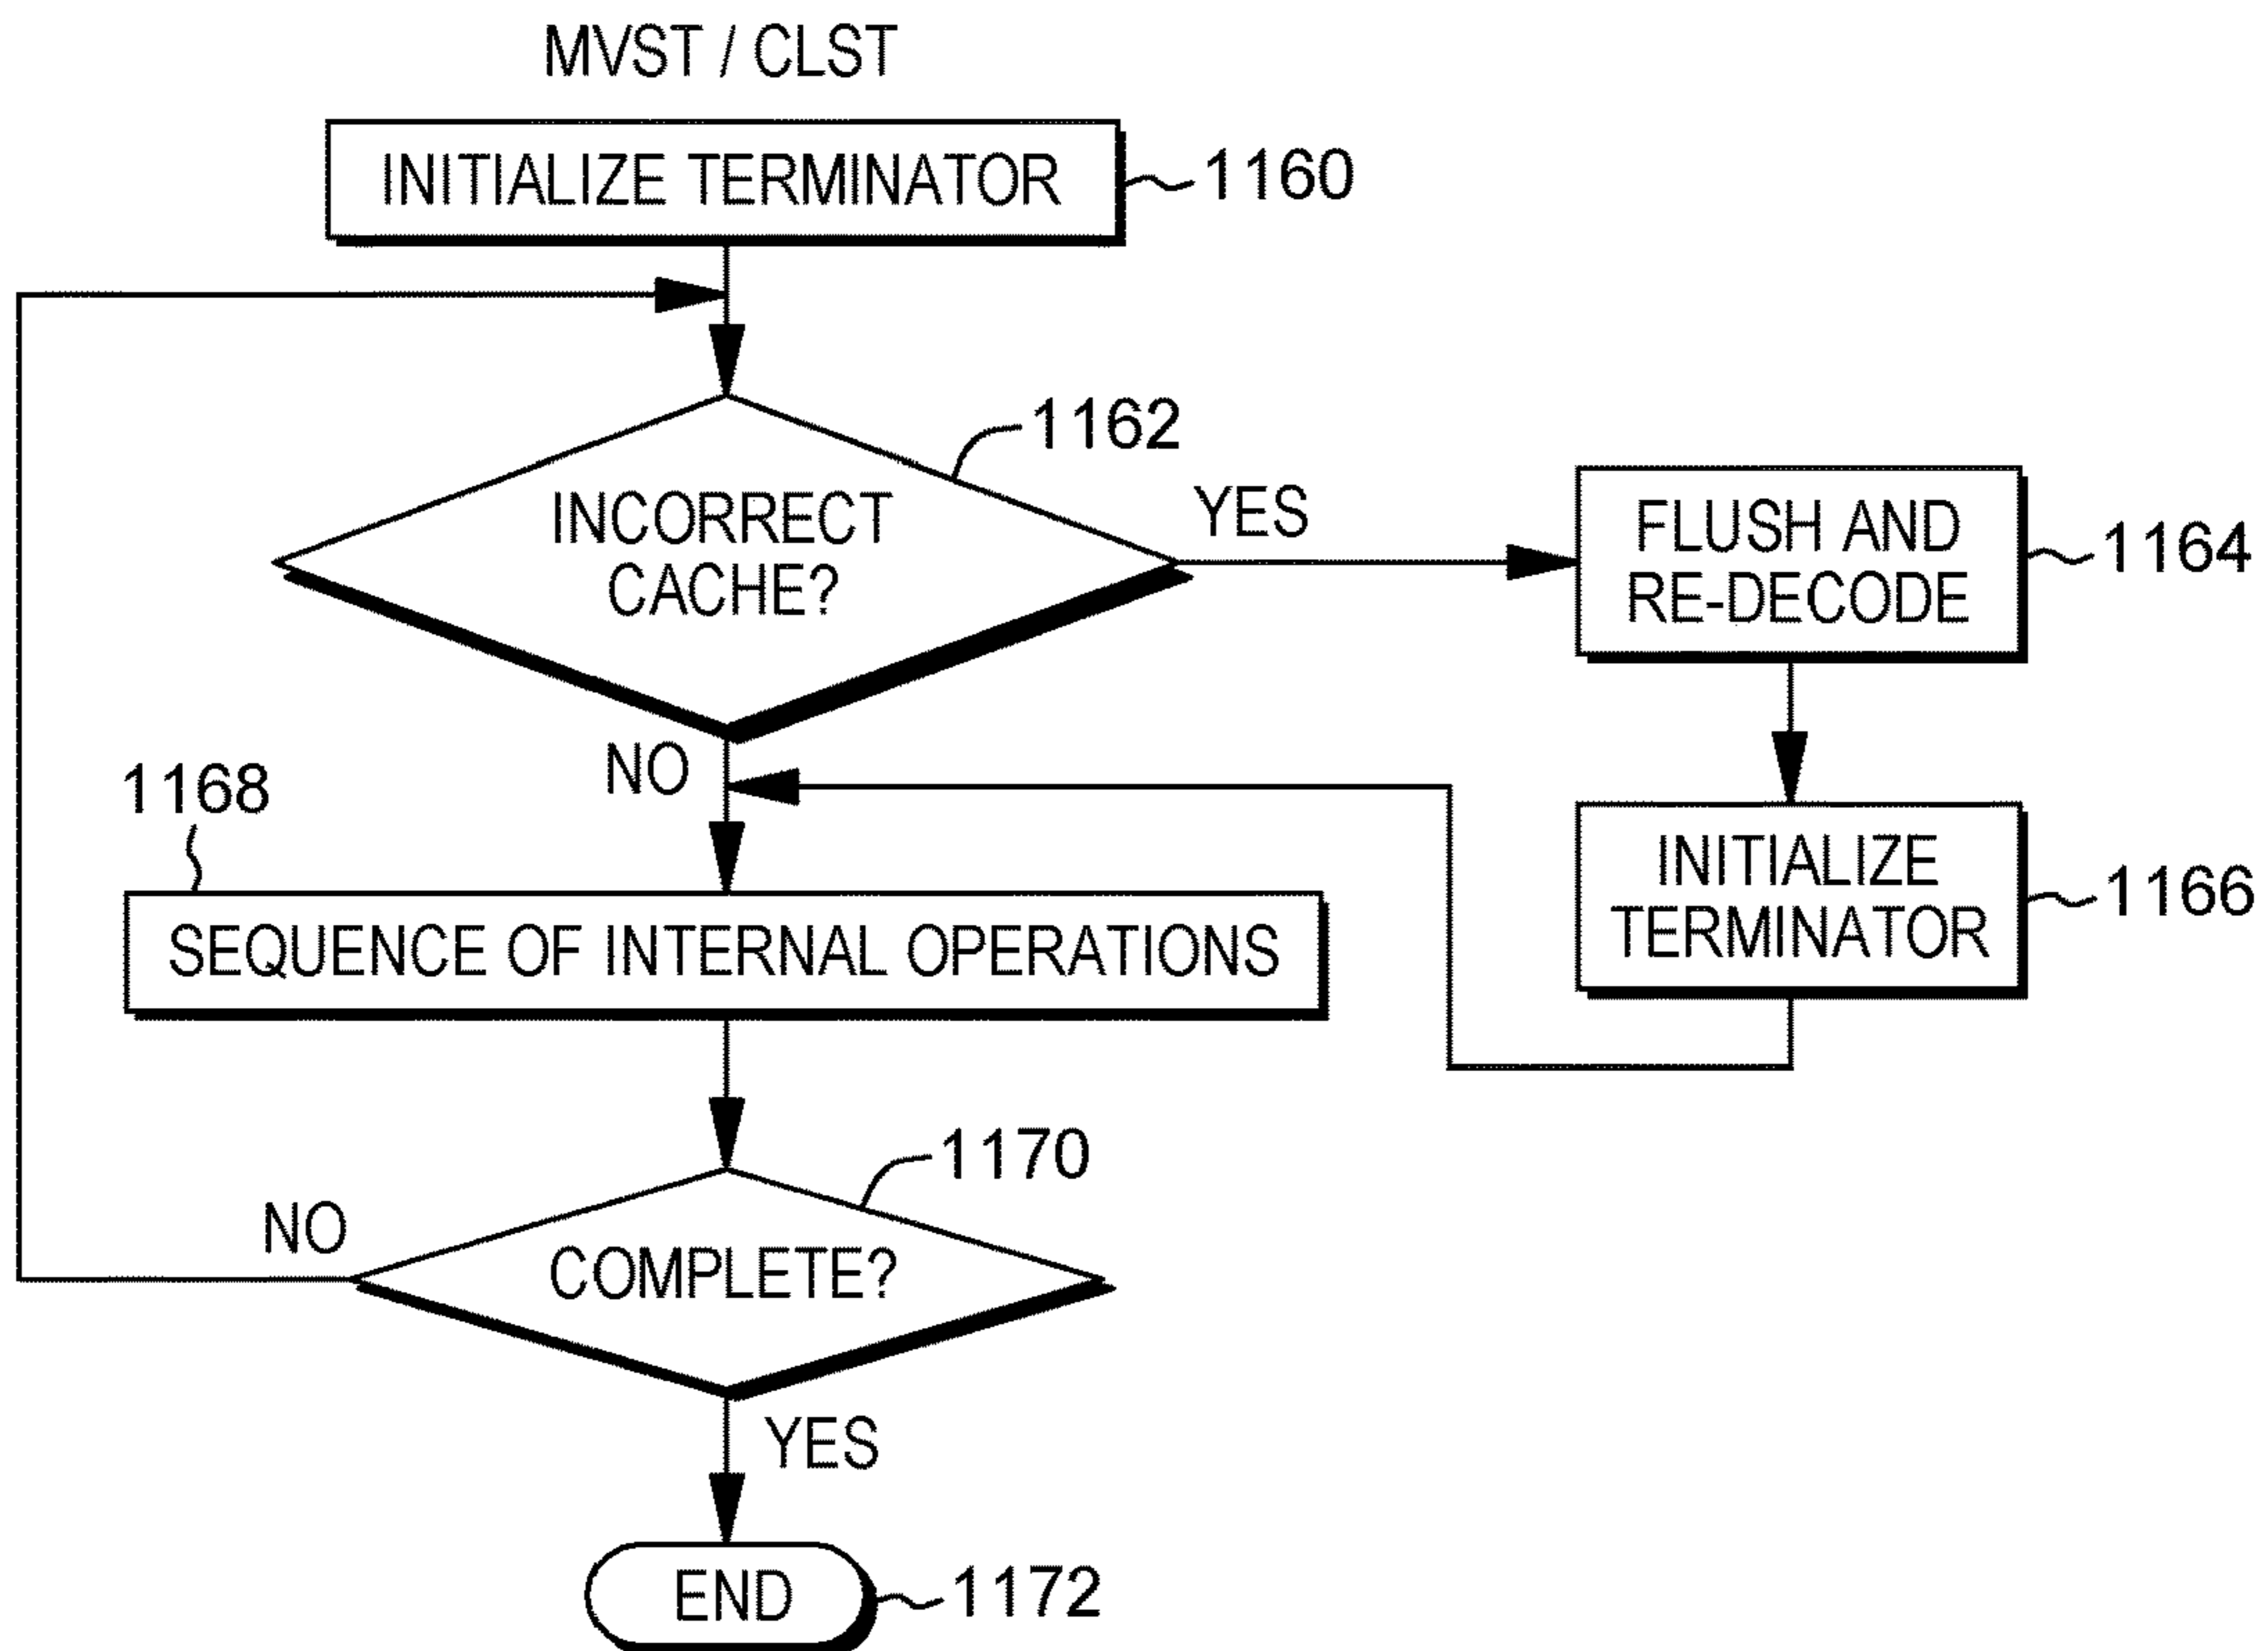 MVST / CLST
INITIALIZE TERMINATOR
1160
1162
INCORRECT
CACHE?
YES
FLUSH AND
RE-DECODE
1164
NO
1168
INITIALIZE
TERMINATOR
1166
SEQUENCE OF INTERNAL OPERATIONS
1170
NO
COMPLETE?
YES
END
1172